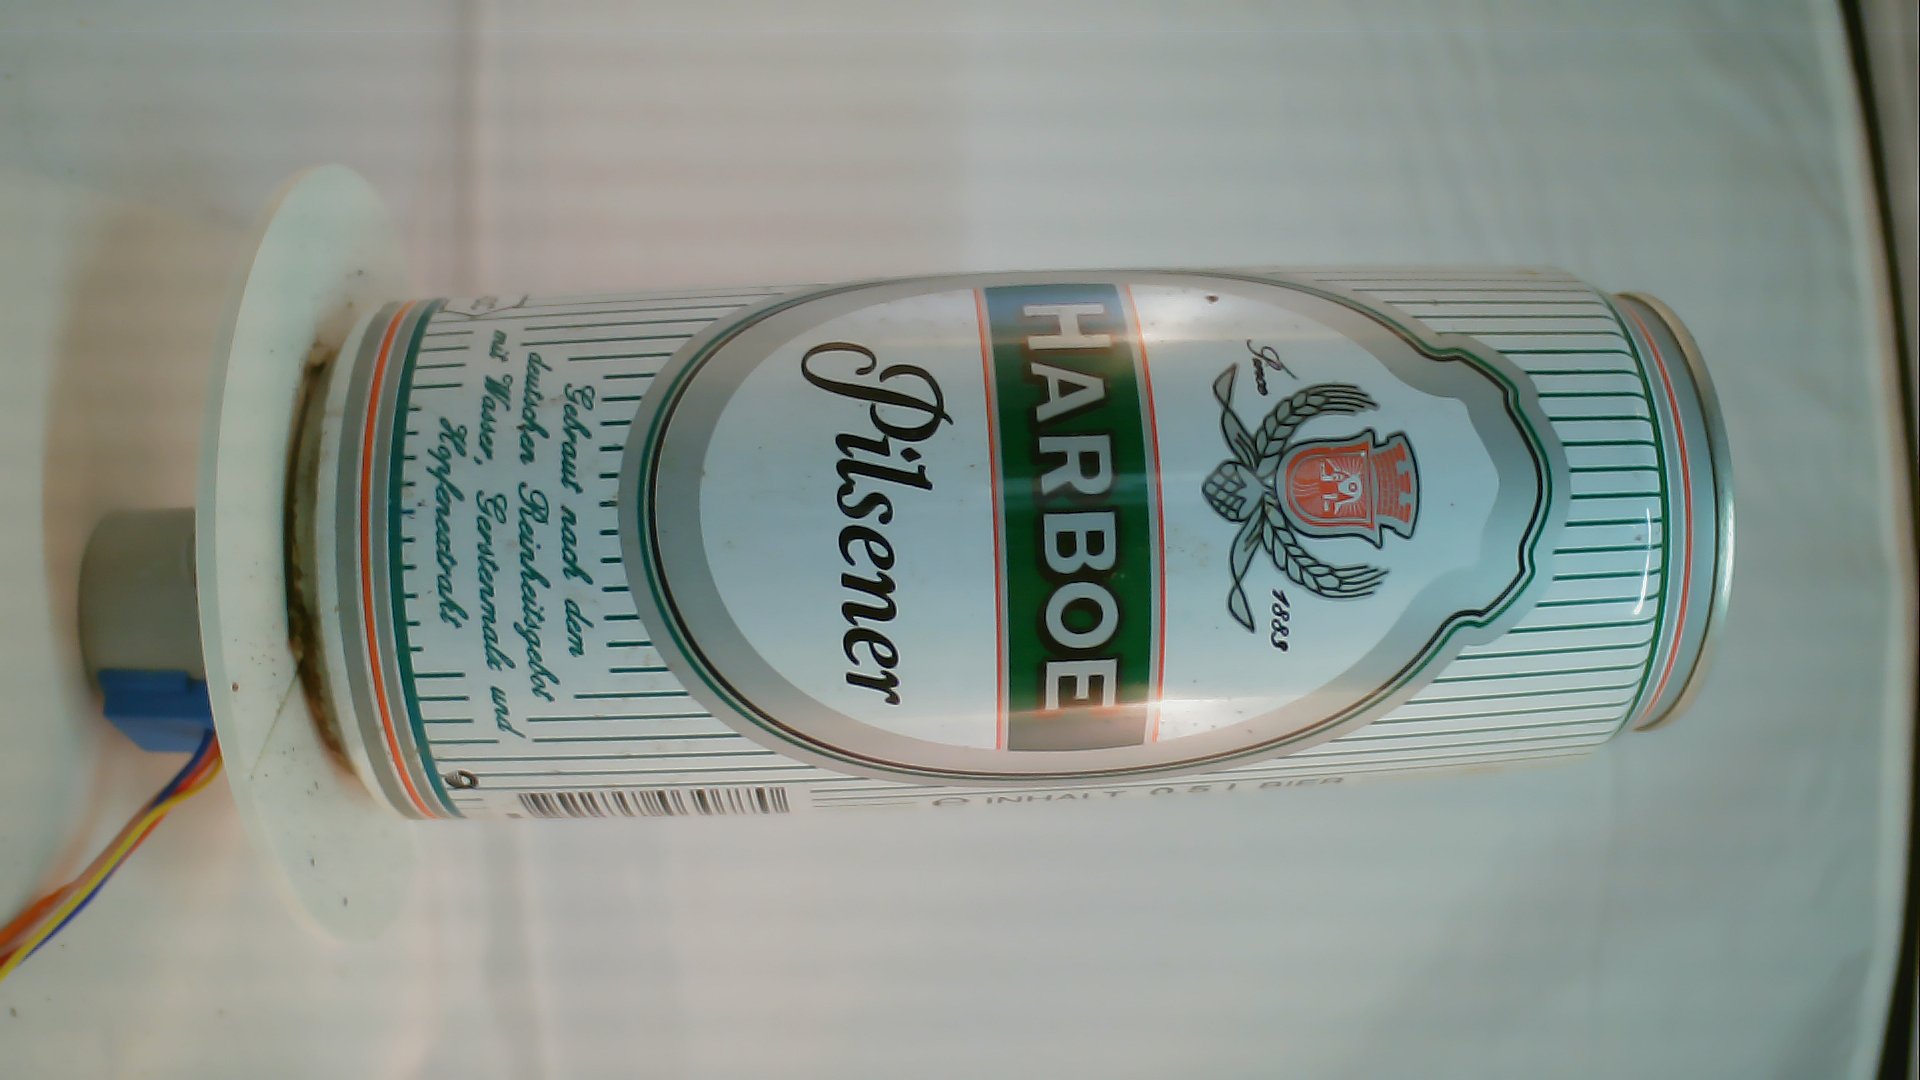 Since 1883
HARBOE
Pilsener
Gebraut nach dem
deutschen Reinheitsgebot
mit Wasser, Gerstenmalz und
Hopfenextrakt
INHALT 0,5 l BIER